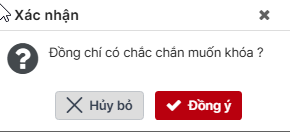 Xác nhận
Đồng chí có chắc chắn muốn khóa ?
Hủy bỏ
Đồng ý